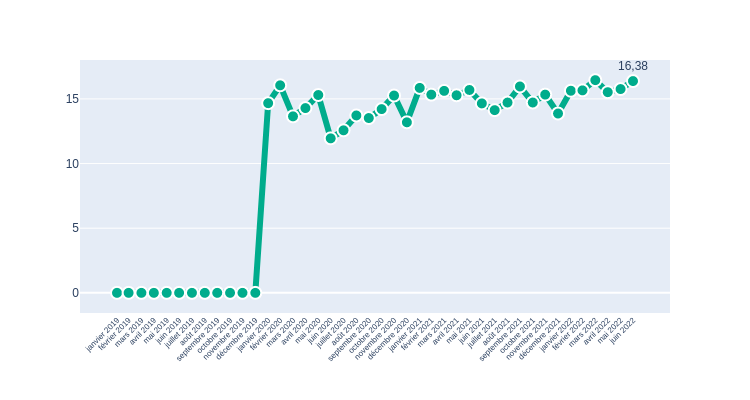 16,38
15
10
5
0
janvier 2019
février 2019
mars 2019
avril 2019
mai 2019
juin 2019
juillet 2019
août 2019
septembre 2019
octobre 2019
novembre 2019
décembre 2019
janvier 2020
février 2020
mars 2020
avril 2020
mai 2020
juin 2020
juillet 2020
août 2020
septembre 2020
octobre 2020
novembre 2020
décembre 2020
janvier 2021
février 2021
mars 2021
avril 2021
mai 2021
juin 2021
juillet 2021
août 2021
septembre 2021
octobre 2021
novembre 2021
décembre 2021
janvier 2022
février 2022
mars 2022
avril 2022
mai 2022
juin 2022